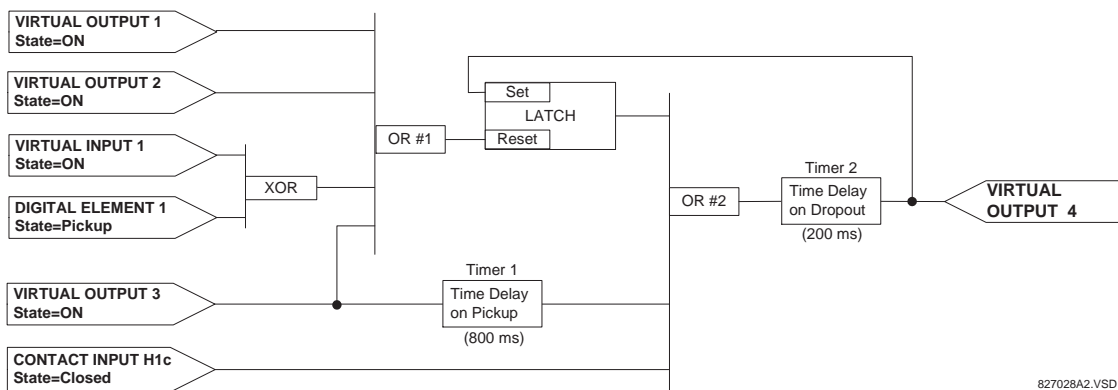 VIRTUAL OUTPUT 1
State=ON
VIRTUAL OUTPUT 2
State=ON
VIRTUAL INPUT 1
State=ON
DIGITAL ELEMENT 1
State=Pickup
VIRTUAL OUTPUT 3
State=ON
CONTACT INPUT H1c
State=Closed
XOR
OR #1
Set
LATCH
Reset
Timer 1
Time Delay
on Pickup
(800 ms)
OR #2
Timer 2
Time Delay
on Dropout
(200 ms)
VIRTUAL
OUTPUT 4
827028A2.VSD